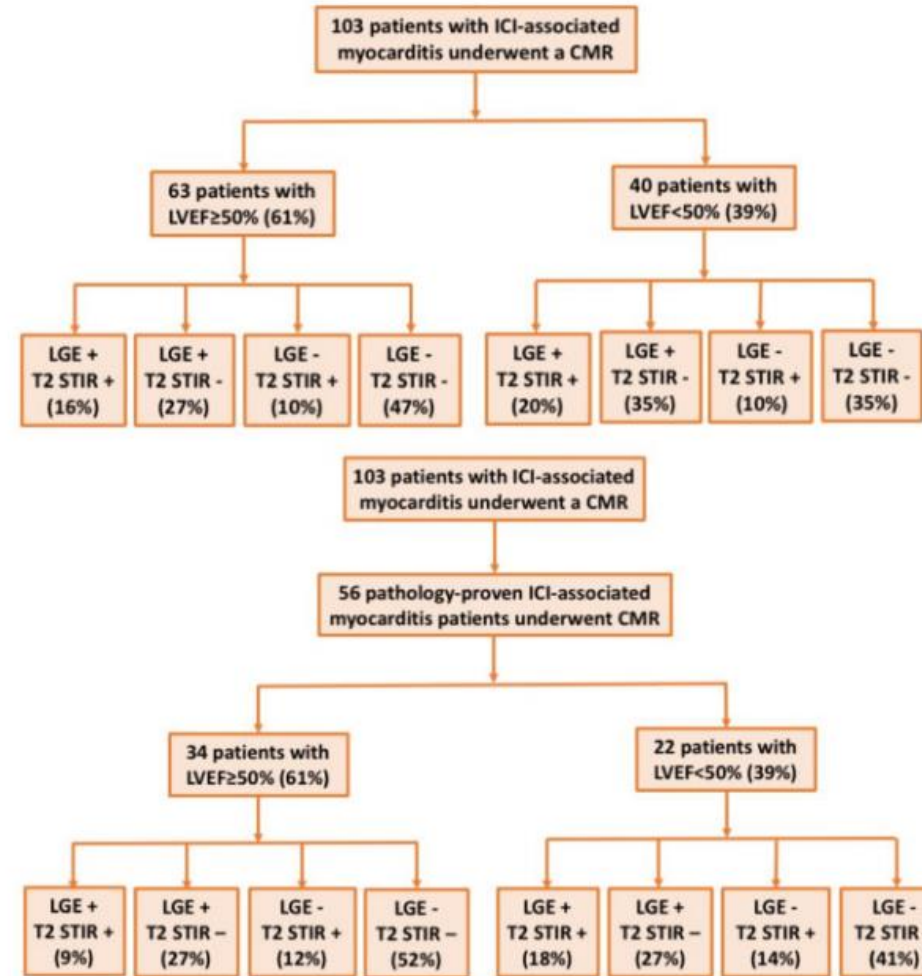 103 patients with ICI-associated
myocarditis underwent a CMR
63 patients with
LVEF≥50% (61%)
40 patients with
LVEF<50% (39%)
LGE +
T2 STIR +
(16%)
LGE +
T2 STIR -
(27%)
LGE -
T2 STIR +
(10%)
LGE -
T2 STIR -
(47%)
LGE +
T2 STIR +
(20%)
LGE +
T2 STIR -
(35%)
LGE -
T2 STIR +
(10%)
LGE -
T2 STIR -
(35%)
103 patients with ICI-associated
myocarditis underwent a CMR
56 pathology-proven ICI-associated
myocarditis patients underwent CMR
34 patients with
LVEF≥50% (61%)
22 patients with
LVEF<50% (39%)
LGE +
T2 STIR +
(9%)
LGE +
T2 STIR –
(27%)
LGE -
T2 STIR +
(12%)
LGE -
T2 STIR –
(52%)
LGE +
T2 STIR +
(18%)
LGE +
T2 STIR –
(27%)
LGE -
T2 STIR +
(14%)
LGE -
T2 STIR
(41%)